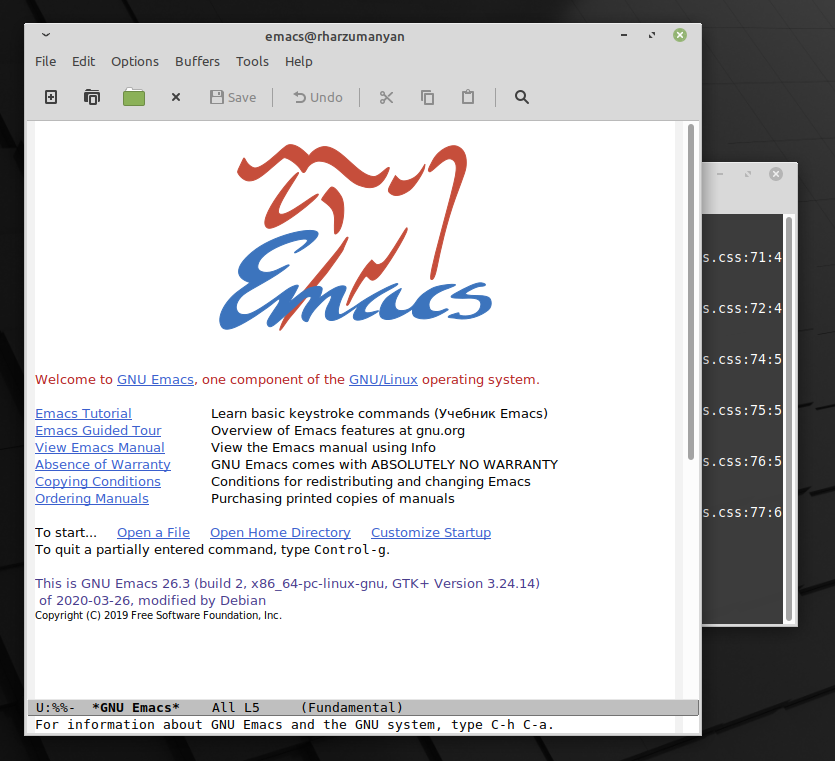 emacs@rharzumanyan
File Edit Options Buffers Tools Help
Save Undo
Emacs
Welcome to GNU Emacs, one component of the GNU/Linux operating system.
Emacs Tutorial Learn basic keystroke commands (Учебник Emacs)
Emacs Guided Tour Overview of Emacs features at gnu.org
View Emacs Manual View the Emacs manual using Info
Absence of Warranty GNU Emacs comes with ABSOLUTELY NO WARRANTY
Copying Conditions Conditions for redistributing and changing Emacs
Ordering Manuals Purchasing printed copies of manuals
To start... Open a File Open Home Directory Customize Startup
To quit a partially entered command, type Control-g.
This is GNU Emacs 26.3 (build 2, x86_64-pc-linux-gnu, GTK+ Version 3.24.14)
of 2020-03-26, modified by Debian
Copyright (C) 2019 Free Software Foundation, Inc.
U:%%- *GNU Emacs* All L5 (Fundamental)
For information about GNU Emacs and the GNU system, type C-h C-a.
s.css:71:4
s.css:72:4
s.css:74:5
s.css:75:5
s.css:76:5
s.css:77:6